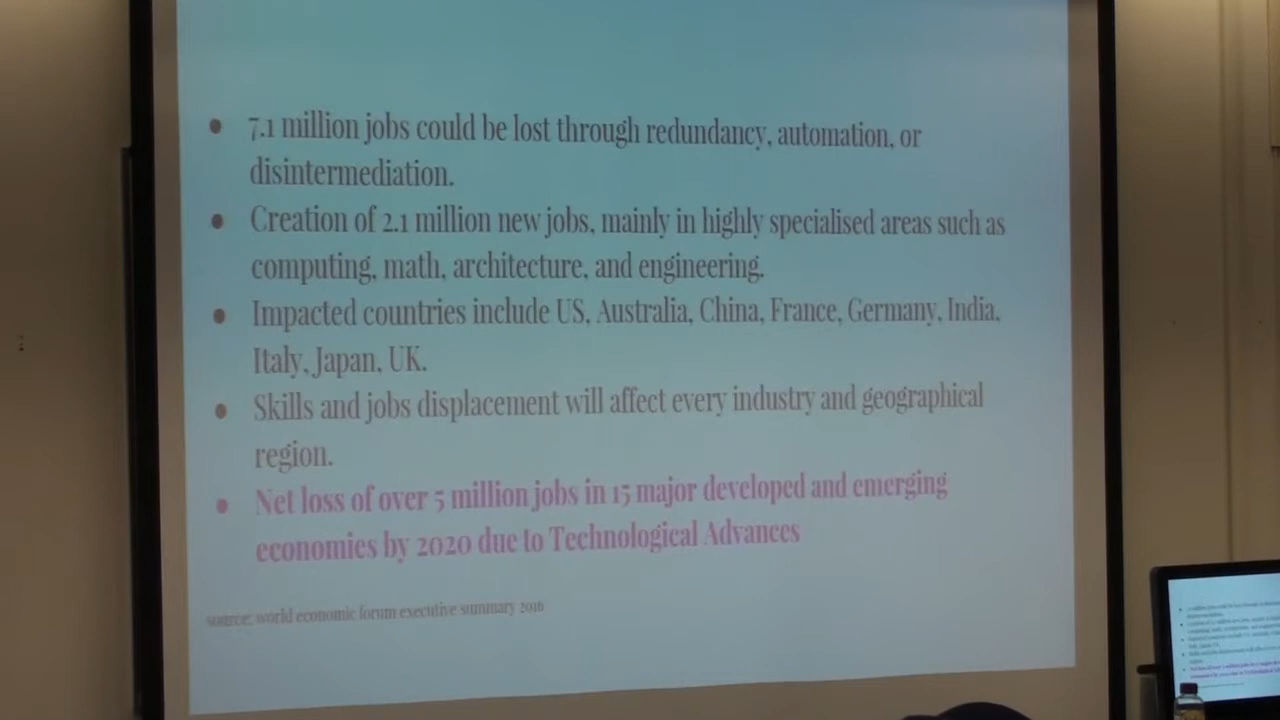 • 7.1 million jobs could be lost through redundancy, automation, or
disintermediation.
• Creation of 2.1 million new jobs, mainly in highly specialised areas such as
computing, math, architecture, and engineering.
• Impacted countries include US, Australia, China, France, Germany, India,
Italy, Japan, UK.
• Skills and jobs displacement will affect every industry and geographical
region.
• Net loss of over 5 million jobs in 15 major developed and emerging
economies by 2020 due to Technological Advances
source: world economic forum executive summary 2016